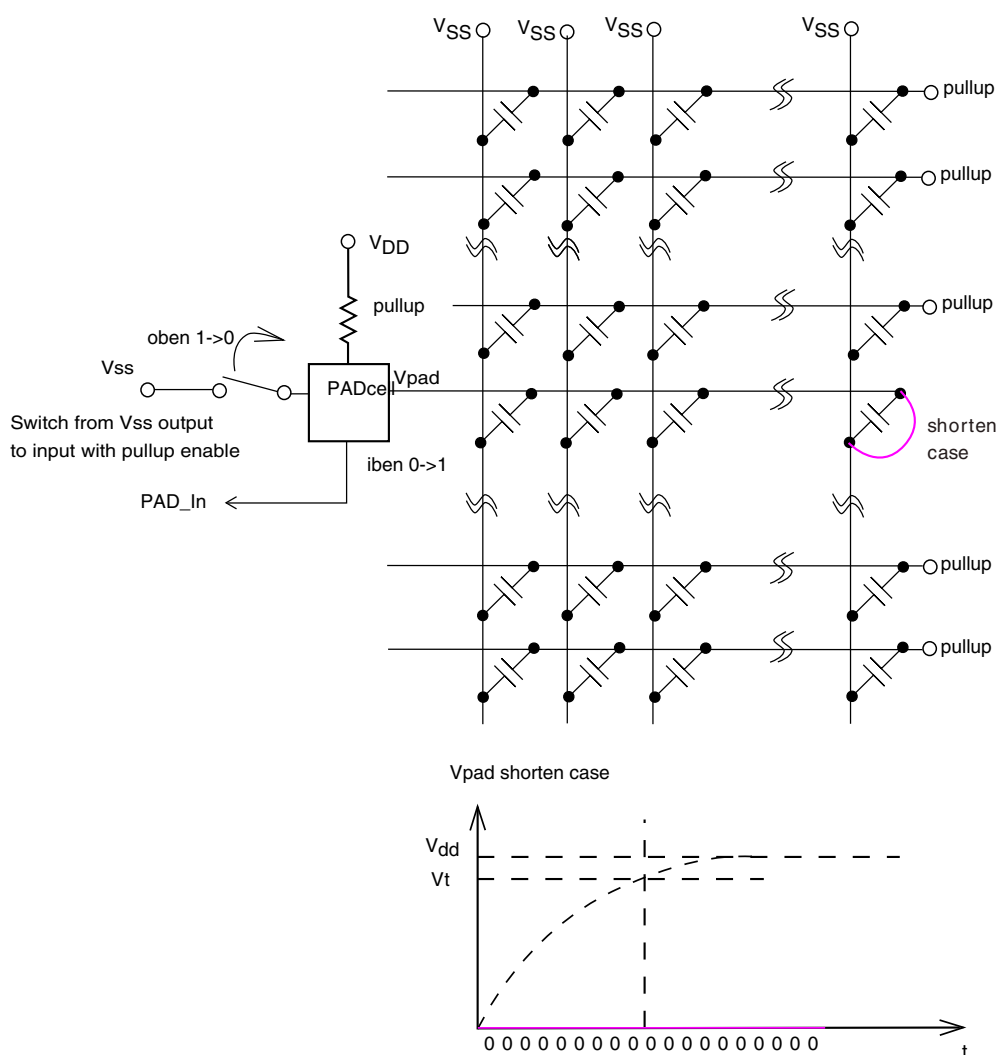 VSS VSS VSS VSS
pullup
pullup
VDD
pullup
pullup
oben 1->0
Vss
PADcell
Vpad
Switch from Vss output
to input with pullup enable
shorten
case
iben 0->1
PAD_In
pullup
pullup
Vpad shorten case
Vdd
Vt
0 0 0 0 0 0 0 0 0 0 0 0 0 0 0 0 0 0 0
t